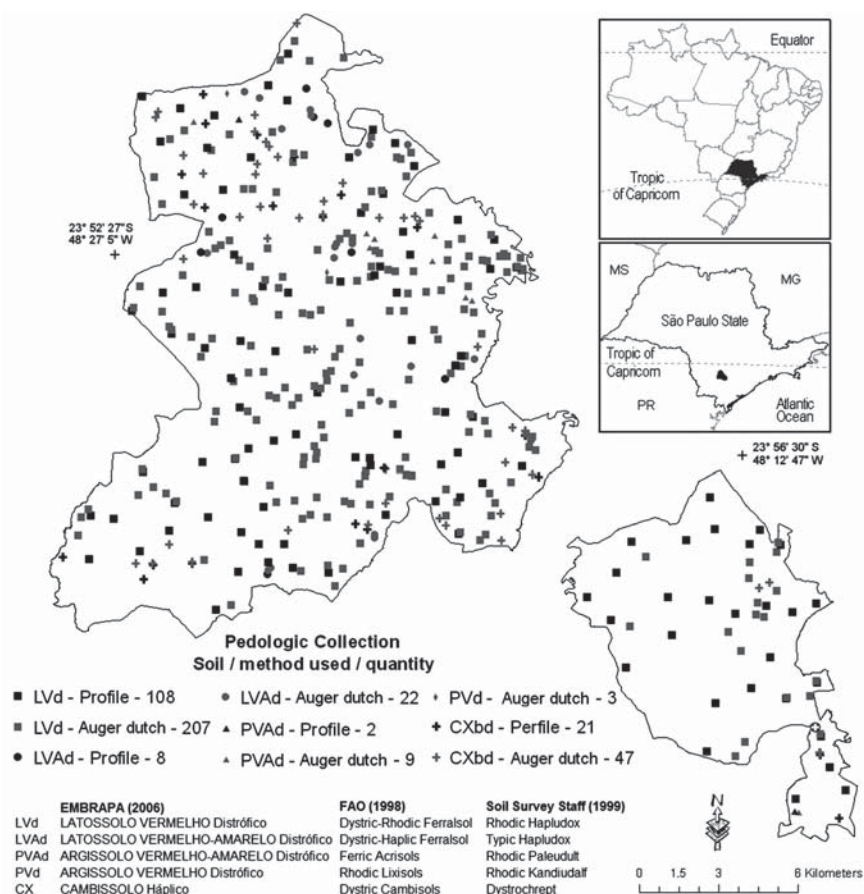 Equator
Tropic
of Capricorn
23° 52' 27"S
48° 27' 5" W
MS
MG
São Paulo State
Tropic of
Capricorn
PR
Atlantic
Ocean
23° 56' 30" S
48° 12' 47" W
Pedologic Collection
Soil / method used / quantity
LVd - Profile - 108
LVAd - Auger dutch - 22
PVd - Auger dutch - 3
LVd - Auger dutch - 207
PVAd - Profile - 2
CXbd - Perfile - 21
LVAd - Profile - 8
PVAd - Auger dutch - 9
CXbd - Auger dutch - 47
EMBRAPA (2006) FAO (1998) Soil Survey Staff (1999)
LVd LATOSSOLO VERMELHO Distrófico Dystric-Rhodic Ferralsol Rhodic Hapludox
LVAd LATOSSOLO VERMELHO-AMARELO Distrófico Dystric-Haplic Ferralsol Typic Hapludox
PVAd ARGISSOLO VERMELHO-AMARELO Distrófico Ferric Acrisols Rhodic Paleudult
PVd ARGISSOLO VERMELHO Distrófico Rhodic Lixisols Rhodic Kandiudalf
CX CAMBISSOLO Háplico Dystric Cambisols Dystrochrept
N
0 1.5 3 6 Kilometers